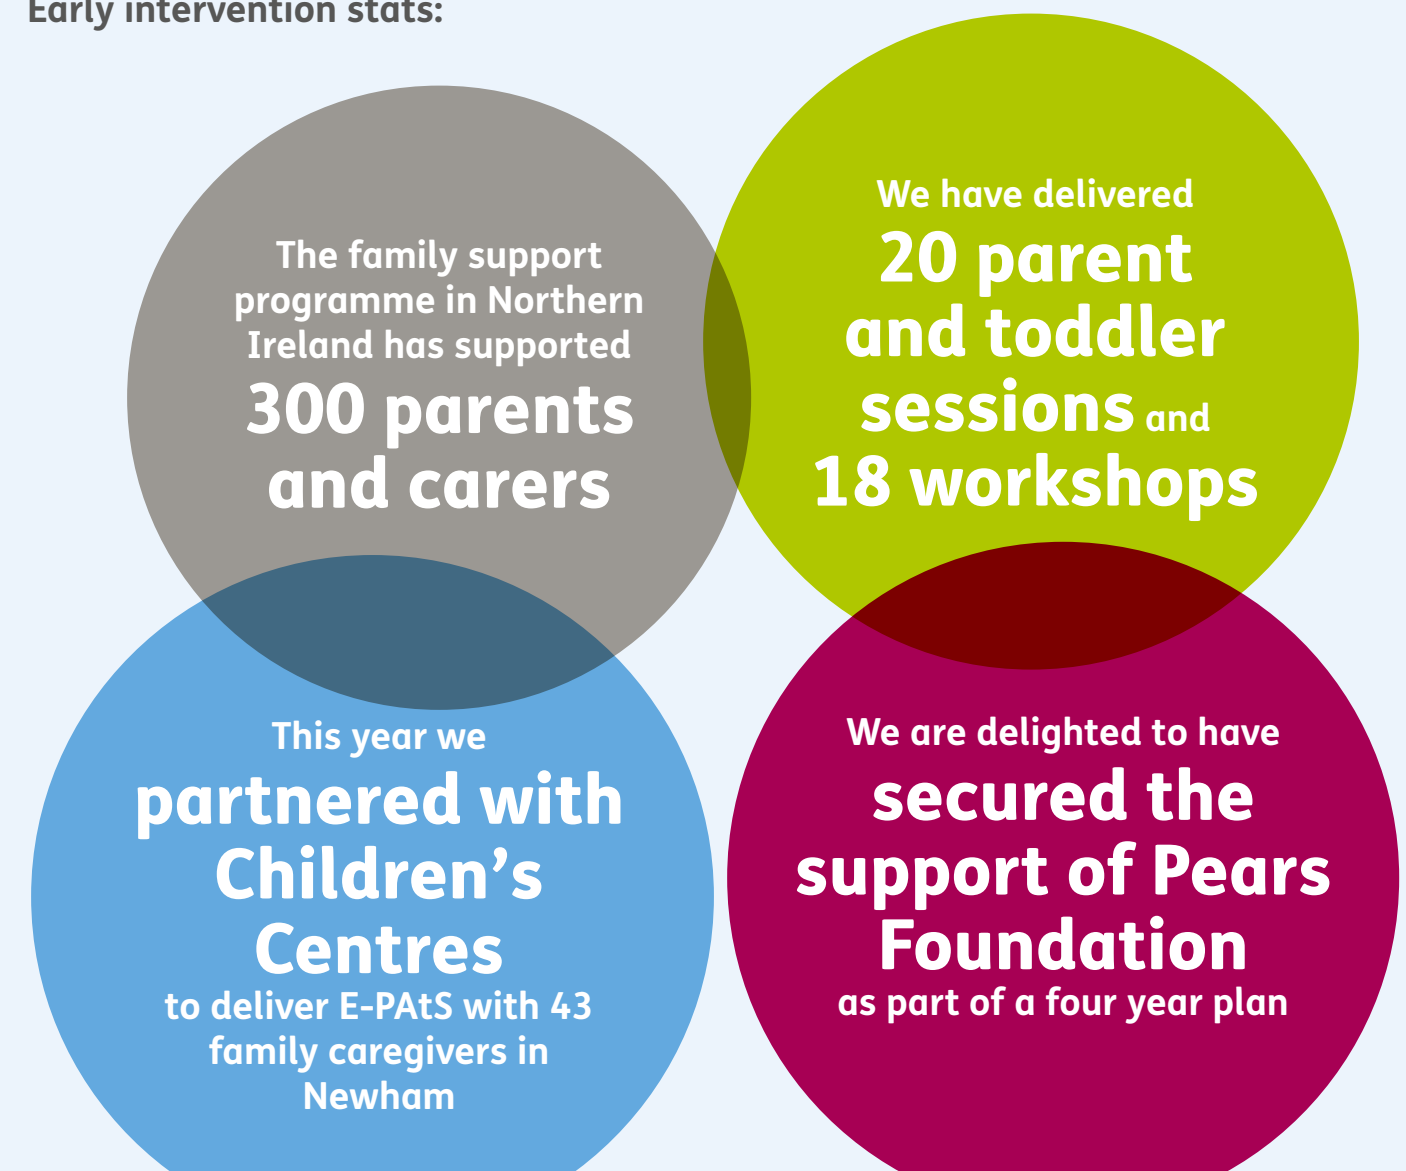 Early intervention stats:
The family support
programme in Northern
Ireland has supported
300 parents
and carers
We have delivered
20 parent
and toddler
sessions and
18 workshops
This year we
partnered with
Children’s
Centres
to deliver E-PAtS with 43
family caregivers in
Newham
We are delighted to have
secured the
support of Pears
Foundation
as part of a four year plan